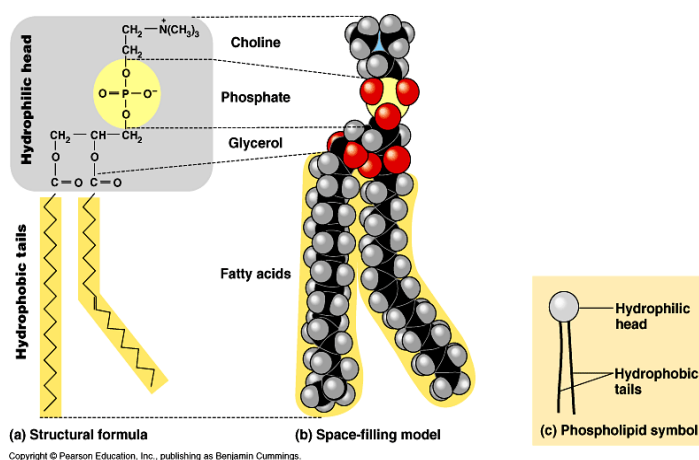 Hydrophilic head
CH₂ — N(CH₃)₃
+
CH₂
O
O=P—O⁻
O
CH₂ — CH — CH₂
O O
C=O C=O
Hydrophobic tails
Choline
Phosphate
Glycerol
Fatty acids
Hydrophilic
head
Hydrophobic
tails
(a) Structural formula
(b) Space-filling model
(c) Phospholipid symbol
Copyright © Pearson Education, Inc., publishing as Benjamin Cummings.